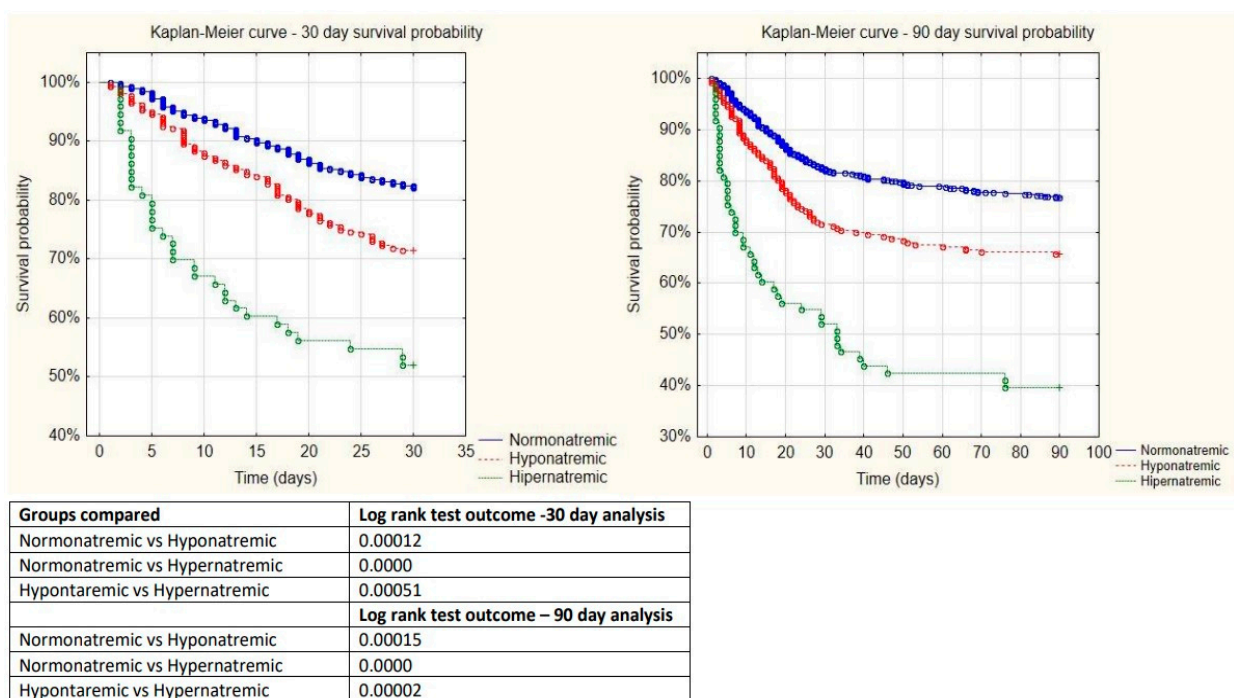 Kaplan-Meier curve - 30 day survival probability
100%
90%
80%
70%
60%
50%
40%
Survival probability
0 5 10 15 20 25 30 35
Time (days)
Normonatremic
Hyponatremic
Hipernatremic
Kaplan-Meier curve - 90 day survival probability
100%
90%
80%
70%
60%
50%
40%
30%
Survival probability
0 10 20 30 40 50 60 70 80 90 100
Time (days)
Normonatremic
Hyponatremic
Hipernatremic
Groups compared Log rank test outcome -30 day analysis
Normonatremic vs Hyponatremic 0.00012
Normonatremic vs Hypernatremic 0.0000
Hypontaremic vs Hypernatremic 0.00051
Log rank test outcome – 90 day analysis
Normonatremic vs Hyponatremic 0.00015
Normonatremic vs Hypernatremic 0.0000
Hypontaremic vs Hypernatremic 0.00002